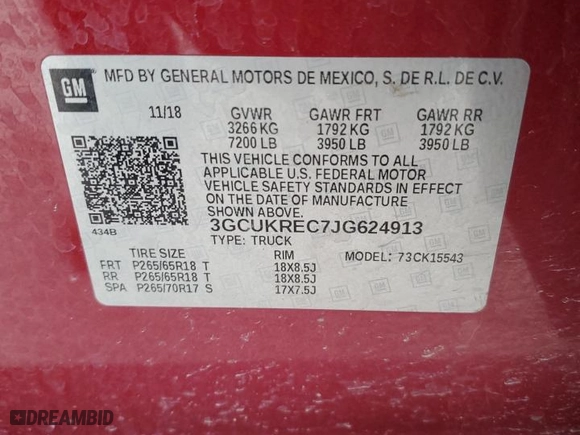 GM
MFD BY GENERAL MOTORS DE MEXICO, S. DE R.L. DE C.V.
11/18 GVWR GAWR FRT GAWR RR
3266 KG 1792 KG 1792 KG
7200 LB 3950 LB 3950 LB
THIS VEHICLE CONFORMS TO ALL
APPLICABLE U.S. FEDERAL MOTOR
VEHICLE SAFETY STANDARDS IN EFFECT
ON THE DATE OF MANUFACTURE
SHOWN ABOVE.
434B 3GCUKREC7JG624913
TYPE: TRUCK
TIRE SIZE RIM MODEL: 73CK15543
FRT P265/65R18 T 18X8.5J
RR P265/65R18 T 18X8.5J
SPA P265/70R17 S 17X7.5J
DREAMBID